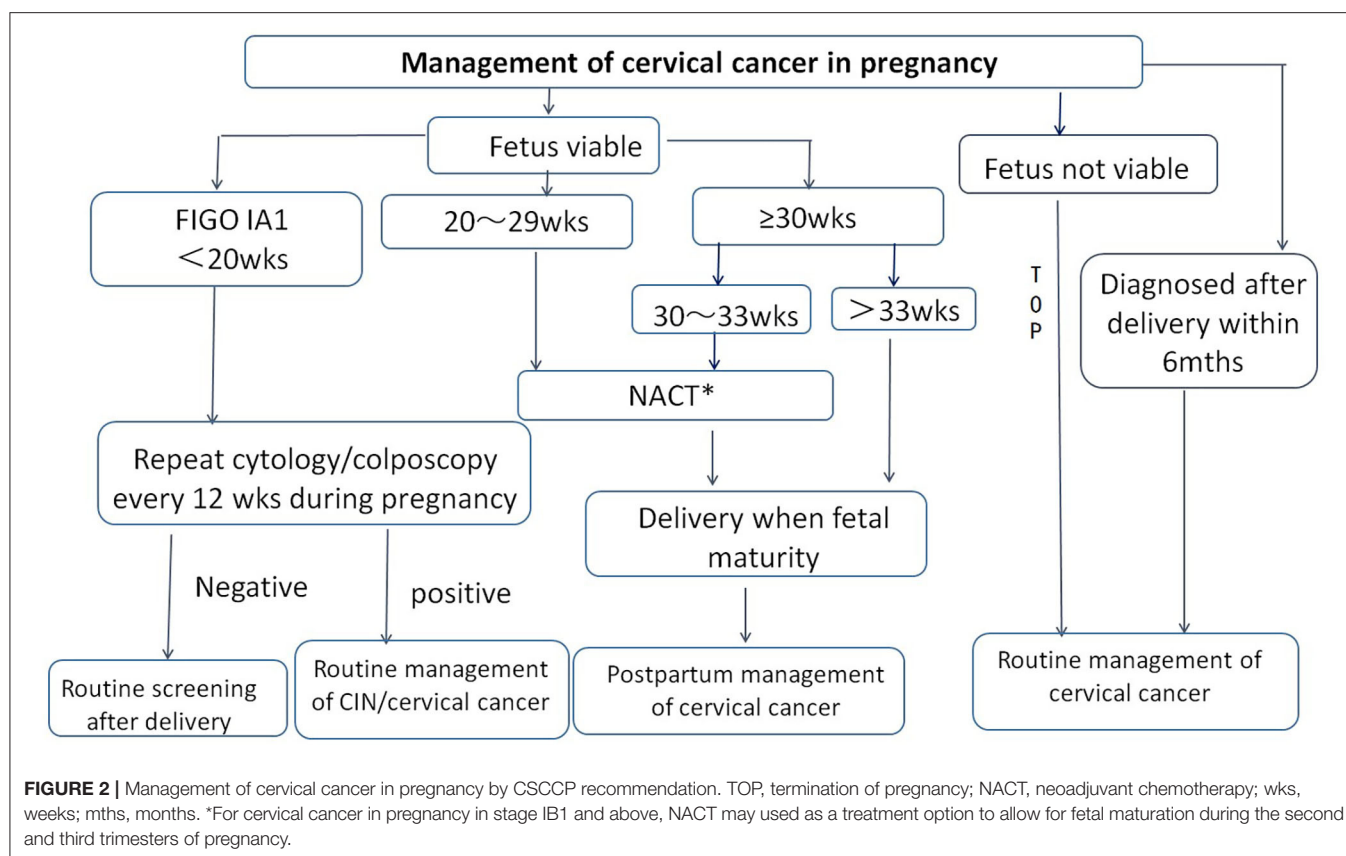 Management of cervical cancer in pregnancy
Fetus viable
Fetus not viable
FIGO IA1
＜20wks
20～29wks
≥30wks
30～33wks
＞33wks
T
O
P
Diagnosed after
delivery within
6mths
NACT*
Repeat cytology/colposcopy
every 12 wks during pregnancy
Delivery when fetal
maturity
Negative
positive
Routine screening
after delivery
Routine management
of CIN/cervical cancer
Postpartum management
of cervical cancer
Routine management of
cervical cancer
FIGURE 2 | Management of cervical cancer in pregnancy by CSCCP recommendation. TOP, termination of pregnancy; NACT, neoadjuvant chemotherapy; wks,
weeks; mths, months. *For cervical cancer in pregnancy in stage IB1 and above, NACT may used as a treatment option to allow for fetal maturation during the second
and third trimesters of pregnancy.